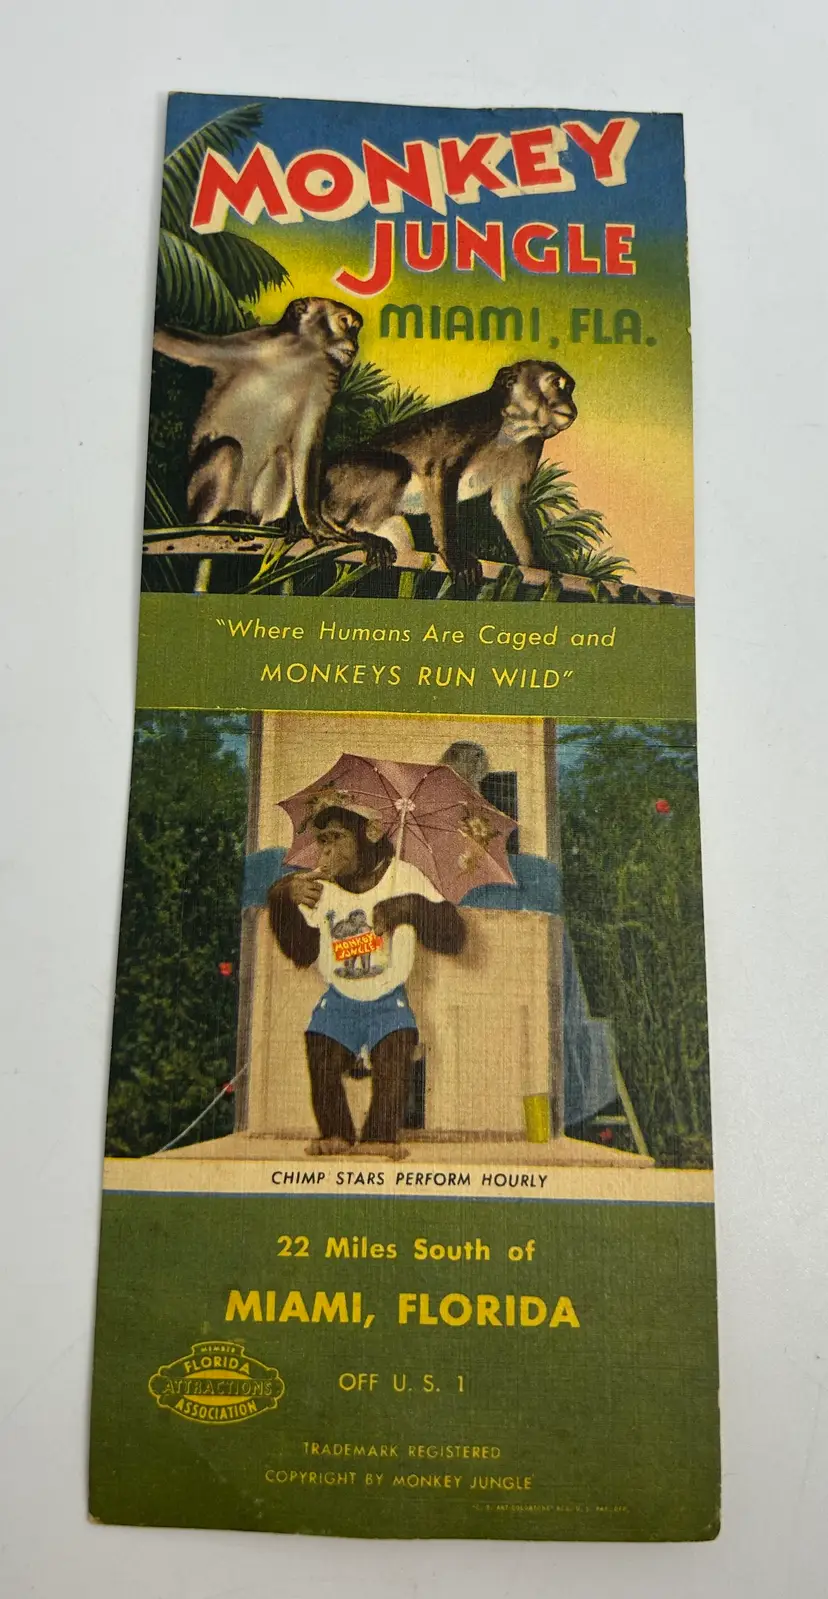 MONKEY
JUNGLE
MIAMI, FLA.
"Where Humans Are Caged and
MONKEYS RUN WILD"
MONKEY
JUNGLE
CHIMP STARS PERFORM HOURLY
22 Miles South of
MIAMI, FLORIDA
MEMBER
FLORIDA
ATTRACTIONS
ASSOCIATION
OFF U. S. 1
TRADEMARK REGISTERED
COPYRIGHT BY MONKEY JUNGLE